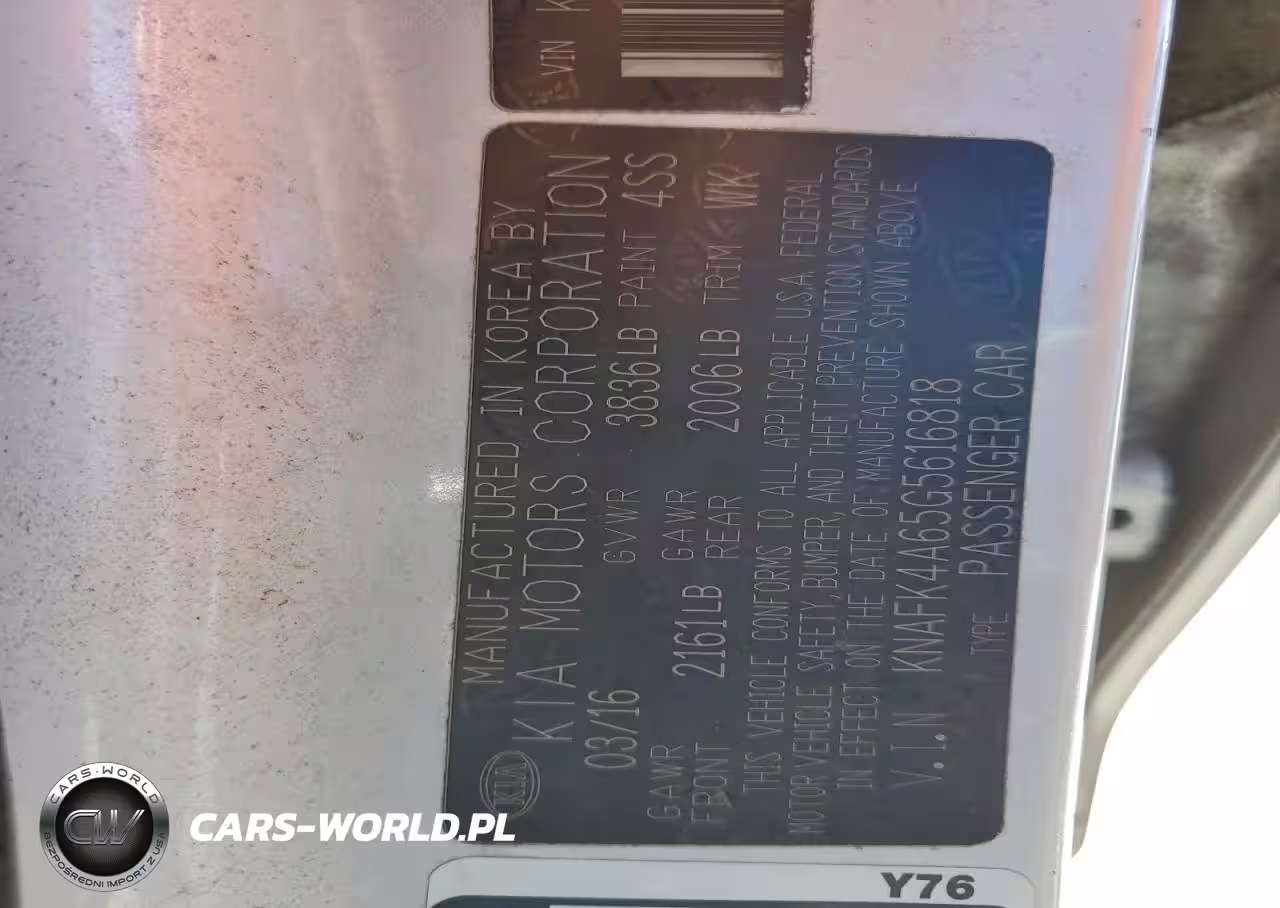 VIN K
MANUFACTURED IN KOREA BY
KIA MOTORS CORPORATION
03/16 GVWR 3836LB PAINT 4SS
GAWR FRONT 2161LB GAWR REAR 2006LB TRIM WK
THIS VEHICLE CONFORMS TO ALL APPLICABLE U.S.A. FEDERAL
MOTOR VEHICLE SAFETY, BUMPER, AND THEFT PREVENTION STANDARDS
IN EFFECT ON THE DATE OF MANUFACTURE SHOWN ABOVE
V.I.N KNAFK4A65G5616818
TYPE PASSENGER CAR
KIA
Y76
CARS-WORLD
CW
BEZPOŚREDNI IMPORT Z USA
CARS-WORLD.PL